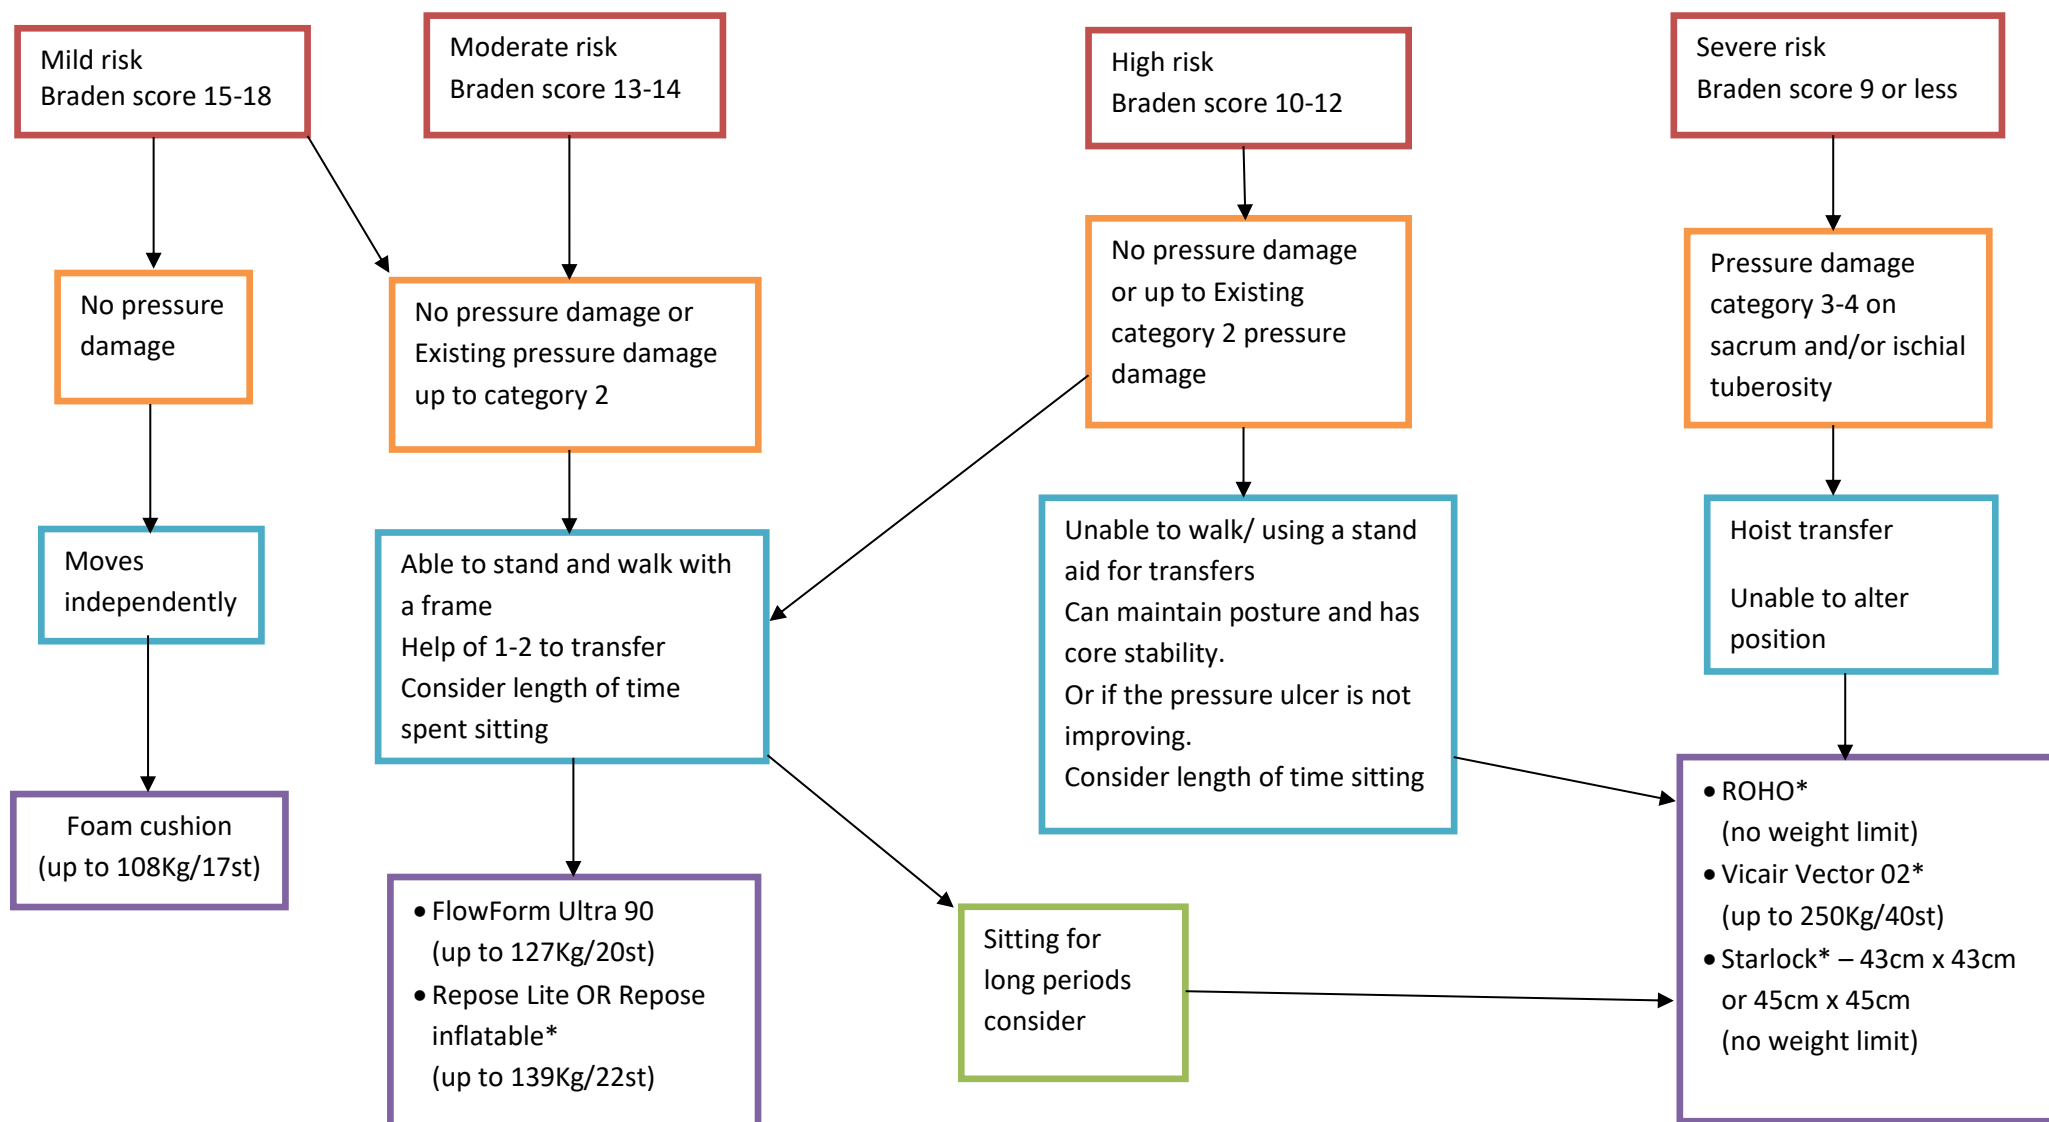 Mild risk
Braden score 15-18
Moderate risk
Braden score 13-14
High risk
Braden score 10-12
Severe risk
Braden score 9 or less
No pressure
damage
No pressure damage or
Existing pressure damage
up to category 2
No pressure damage
or up to Existing
category 2 pressure
damage
Pressure damage
category 3-4 on
sacrum and/or ischial
tuberosity
Moves
independently
Able to stand and walk with
a frame
Help of 1-2 to transfer
Consider length of time
spent sitting
Unable to walk/ using a stand
aid for transfers
Can maintain posture and has
core stability.
Or if the pressure ulcer is not
improving.
Consider length of time sitting
Hoist transfer
Unable to alter
position
Foam cushion
(up to 108Kg/17st)
• FlowForm Ultra 90
(up to 127Kg/20st)
• Repose Lite OR Repose
inflatable*
(up to 139Kg/22st)
Sitting for
long periods
consider
• ROHO*
(no weight limit)
• Vicair Vector 02*
(up to 250Kg/40st)
• Starlock* – 43cm x 43cm
or 45cm x 45cm
(no weight limit)